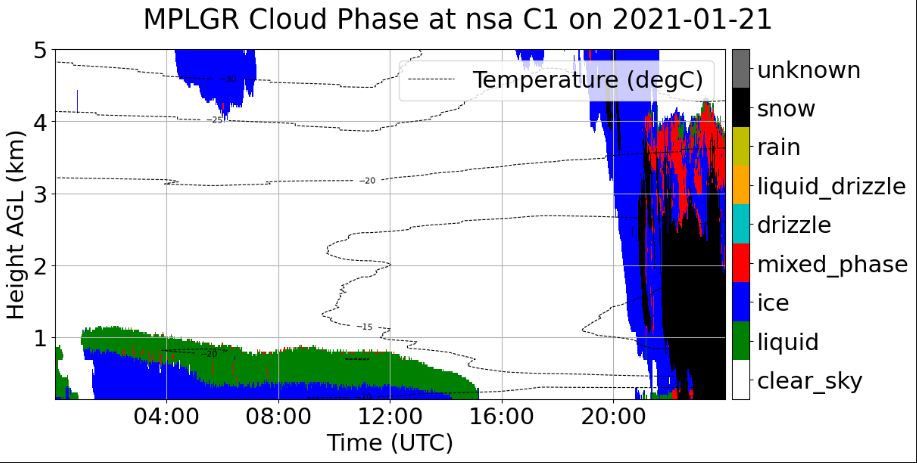 MPLGR Cloud Phase at nsa C1 on 2021-01-21
Height AGL (km)
5
4
3
2
1
Temperature (degC)
-30
-25
-20
-15
-20
04:00
08:00
12:00
16:00
20:00
Time (UTC)
unknown
snow
rain
liquid_drizzle
drizzle
mixed_phase
ice
liquid
clear_sky